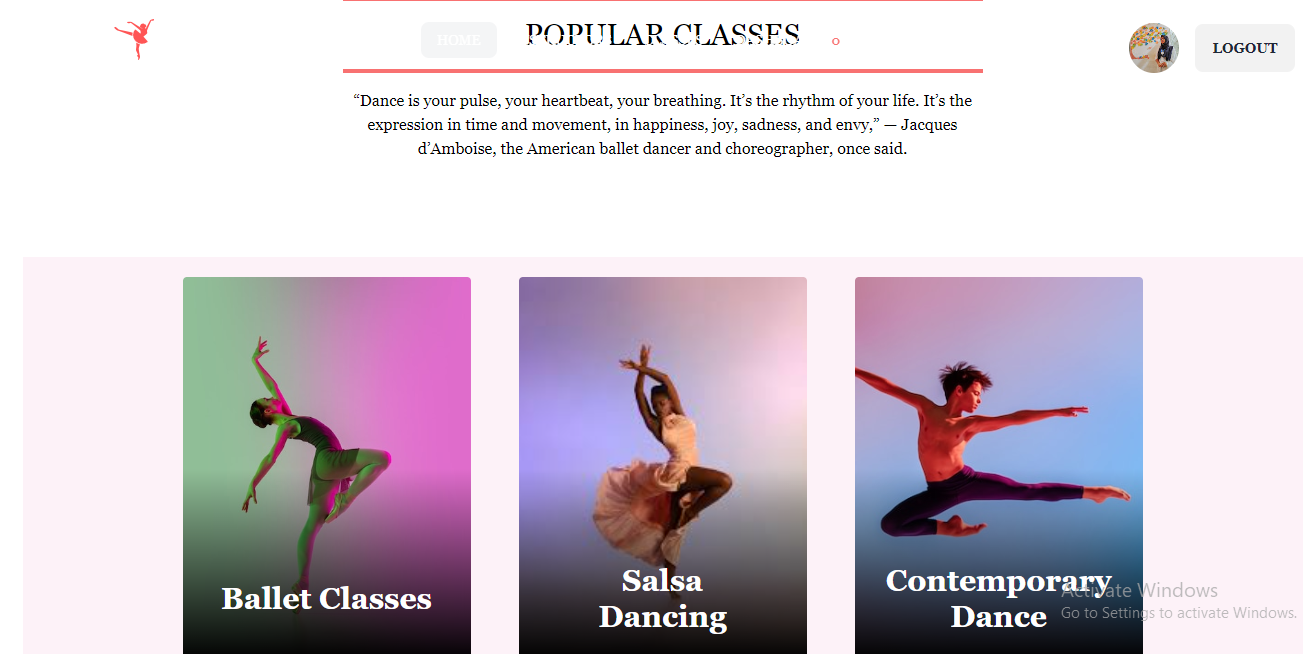 HOME
POPULAR CLASSES
LOGOUT
“Dance is your pulse, your heartbeat, your breathing. It’s the rhythm of your life. It’s the
expression in time and movement, in happiness, joy, sadness, and envy,” — Jacques
d’Amboise, the American ballet dancer and choreographer, once said.
Ballet Classes
Salsa
Dancing
Contemporary
Dance
Activate Windows
Go to Settings to activate Windows.